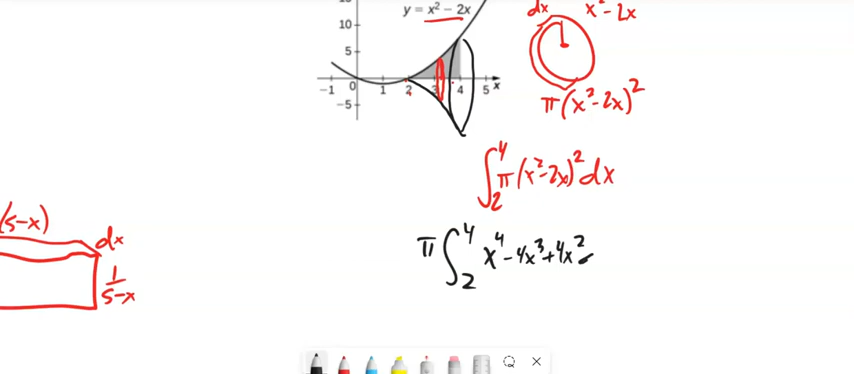 y = x² − 2x
10
5
−5
−1 0 1 2 3 4 5 x
dx x²-2x
π(x²-2x)²
∫₂⁴ π(x²-2x)² dx
π ∫₂⁴ x⁴-4x³+4x²
(5-x)
dx
1/(5-x)